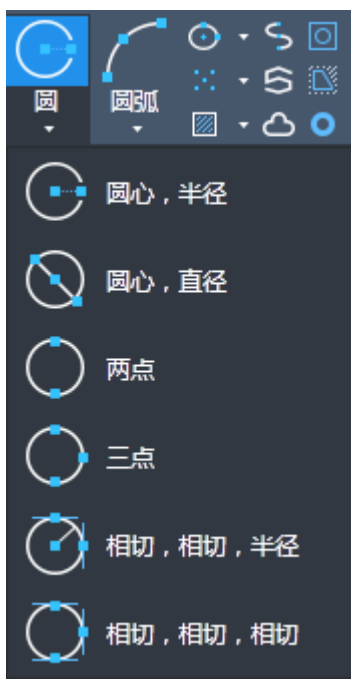 圆
圆弧
圆心，半径
圆心，直径
两点
三点
相切，相切，半径
相切，相切，相切